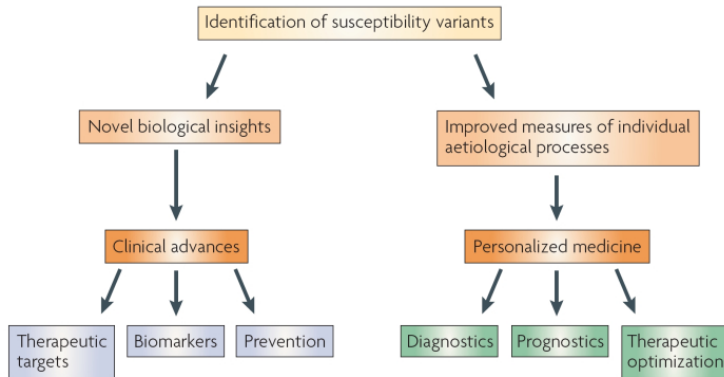 Identification of susceptibility variants
Novel biological insights
Improved measures of individual
aetiological processes
Clinical advances
Personalized medicine
Therapeutic
targets
Biomarkers
Prevention
Diagnostics
Prognostics
Therapeutic
optimization